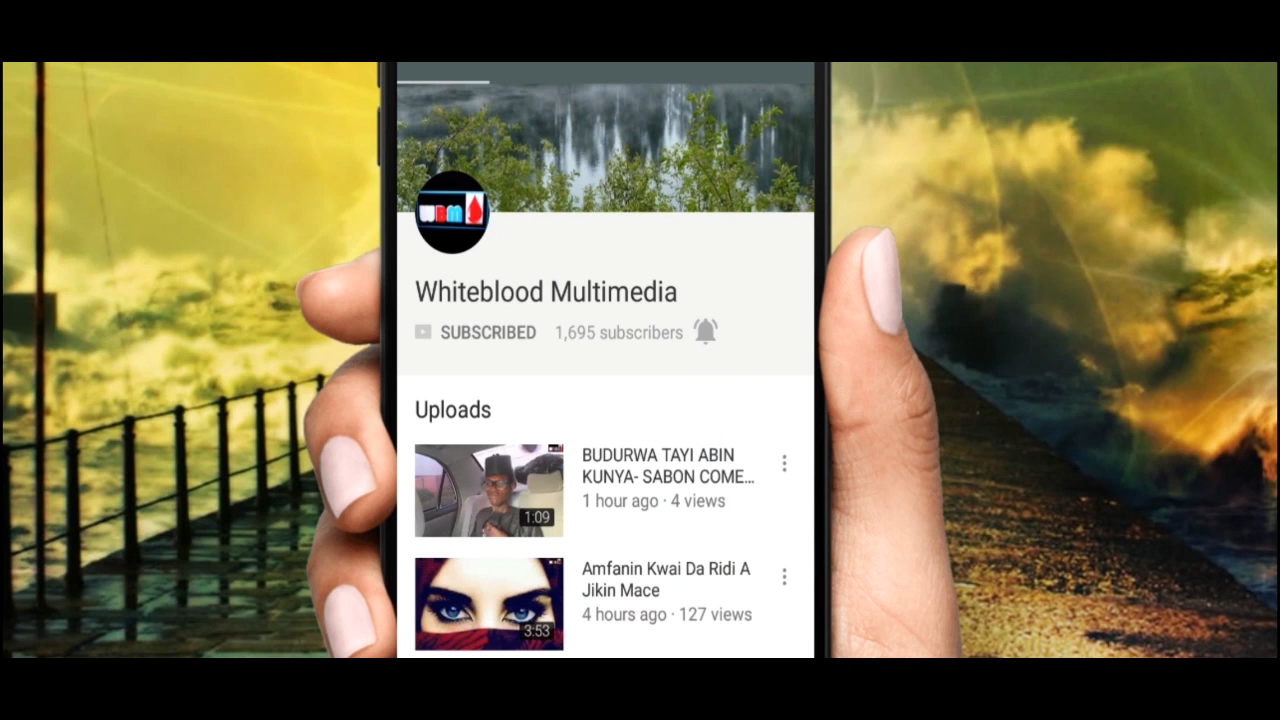 WBM
Whiteblood Multimedia
SUBSCRIBED 1,695 subscribers
Uploads
BUDURWA TAYI ABIN
KUNYA- SABON COME...
1 hour ago · 4 views
1:09
Amfanin Kwai Da Ridi A
Jikin Mace
4 hours ago · 127 views
3:53